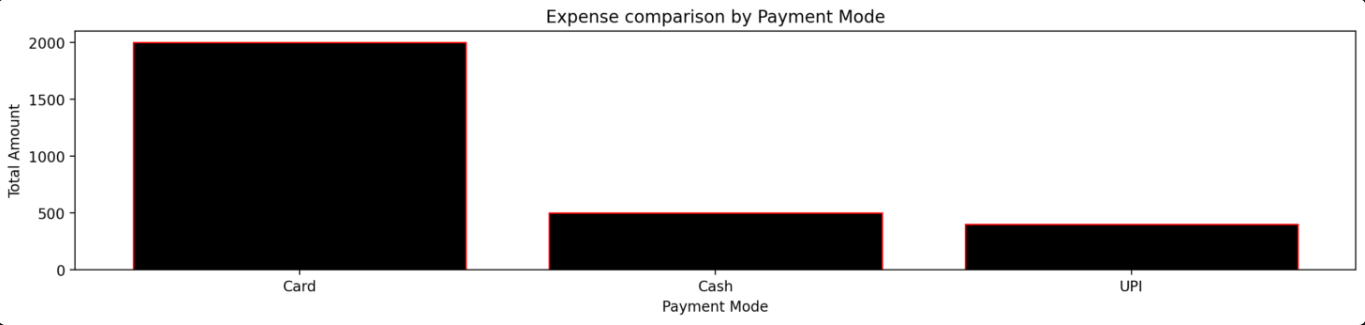 Expense comparison by Payment Mode
Total Amount
2000
1500
1000
500
0
Card Cash UPI
Payment Mode